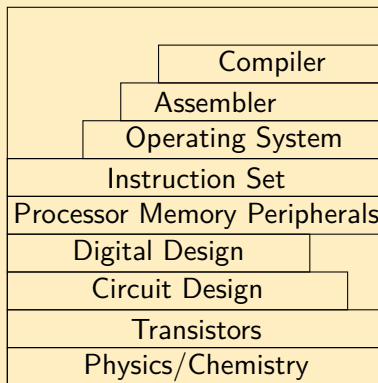 Compiler
Assembler
Operating System
Instruction Set
Processor Memory Peripherals
Digital Design
Circuit Design
Transistors
Physics/Chemistry